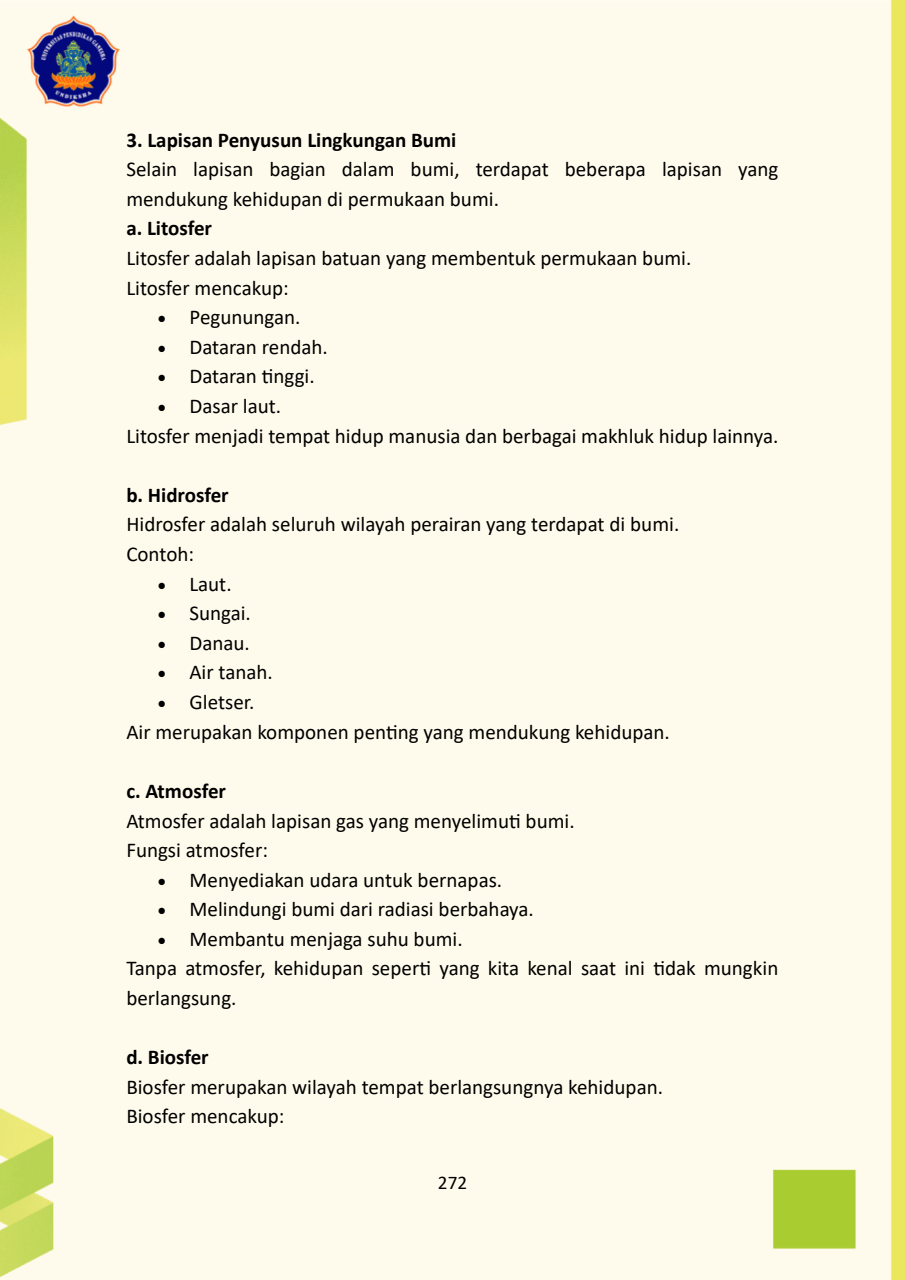 UNIVERSITAS PENDIDIKAN GANESHA
UNDIKSHA
3. Lapisan Penyusun Lingkungan Bumi
Selain lapisan bagian dalam bumi, terdapat beberapa lapisan yang
mendukung kehidupan di permukaan bumi.
a. Litosfer
Litosfer adalah lapisan batuan yang membentuk permukaan bumi.
Litosfer mencakup:
• Pegunungan.
• Dataran rendah.
• Dataran tinggi.
• Dasar laut.
Litosfer menjadi tempat hidup manusia dan berbagai makhluk hidup lainnya.
b. Hidrosfer
Hidrosfer adalah seluruh wilayah perairan yang terdapat di bumi.
Contoh:
• Laut.
• Sungai.
• Danau.
• Air tanah.
• Gletser.
Air merupakan komponen penting yang mendukung kehidupan.
c. Atmosfer
Atmosfer adalah lapisan gas yang menyelimuti bumi.
Fungsi atmosfer:
• Menyediakan udara untuk bernapas.
• Melindungi bumi dari radiasi berbahaya.
• Membantu menjaga suhu bumi.
Tanpa atmosfer, kehidupan seperti yang kita kenal saat ini tidak mungkin
berlangsung.
d. Biosfer
Biosfer merupakan wilayah tempat berlangsungnya kehidupan.
Biosfer mencakup:
272